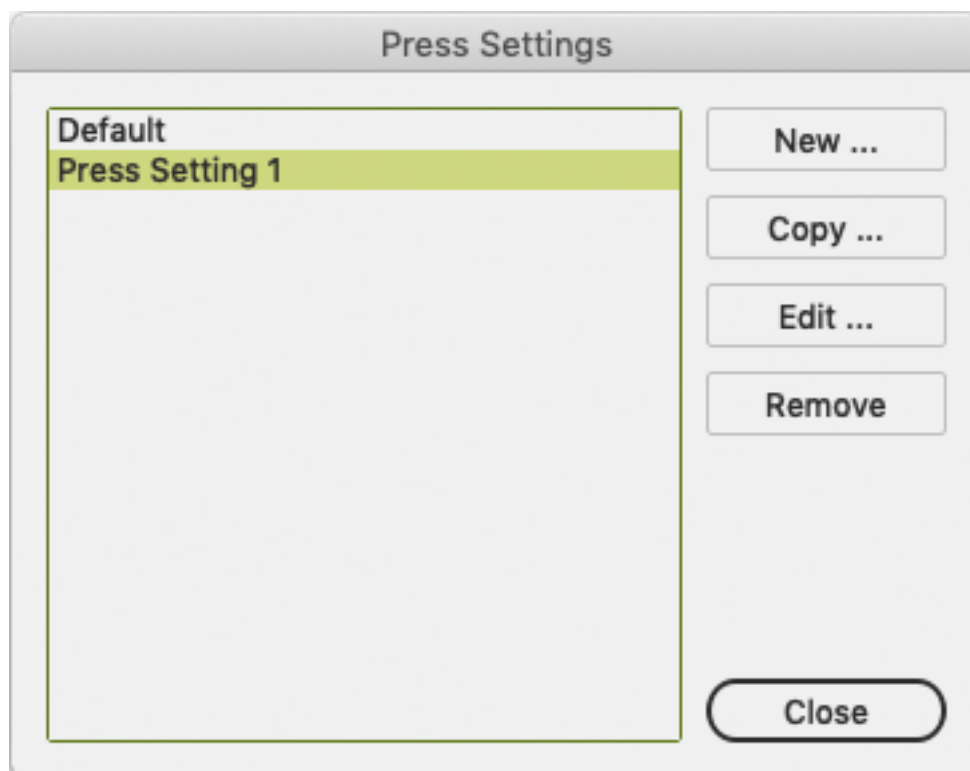 Press Settings
Default
Press Setting 1
New ...
Copy ...
Edit ...
Remove
Close